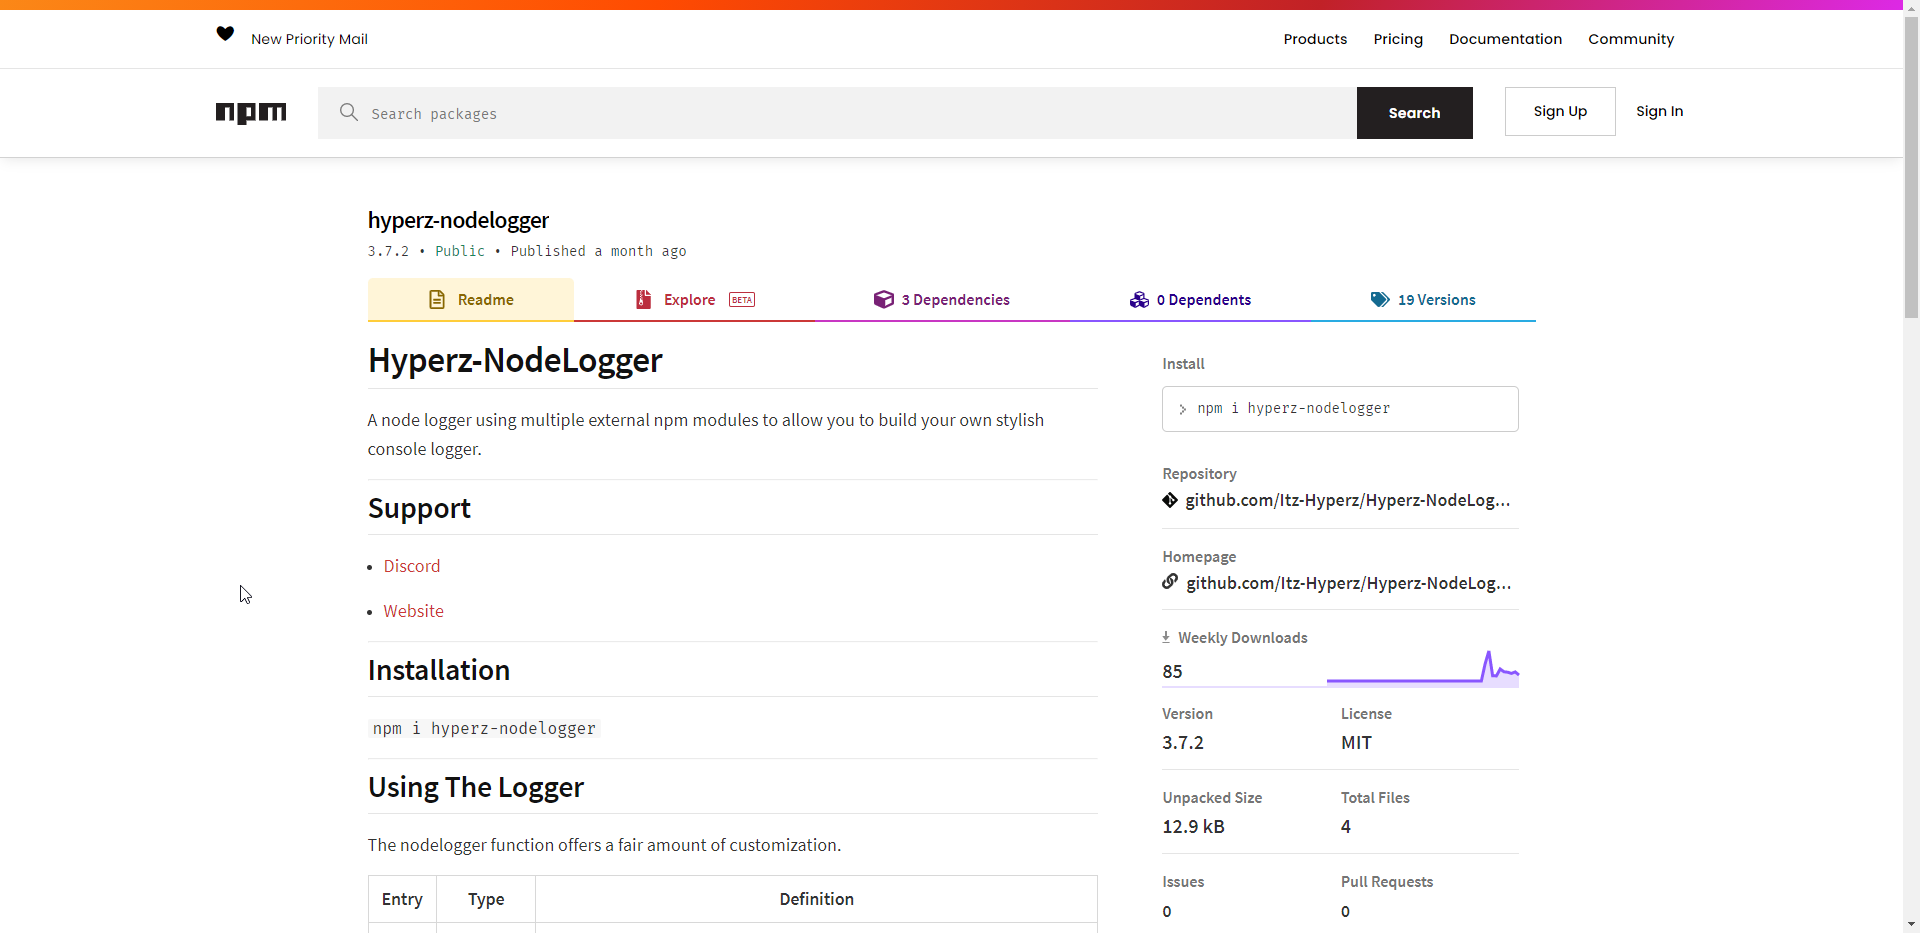 New Priority Mail
Products Pricing Documentation Community
npm
Search packages
Search
Sign Up
Sign In
hyperz-nodelogger
3.7.2 • Public • Published a month ago
Readme
Explore BETA
3 Dependencies
0 Dependents
19 Versions
Hyperz-NodeLogger
A node logger using multiple external npm modules to allow you to build your own stylish
console logger.
Support
• Discord
• Website
Installation
npm i hyperz-nodelogger
Using The Logger
The nodelogger function offers a fair amount of customization.
Entry Type Definition
Install
> npm i hyperz-nodelogger
Repository
github.com/Itz-Hyperz/Hyperz-NodeLog...
Homepage
github.com/Itz-Hyperz/Hyperz-NodeLog...
Weekly Downloads
85
Version License
3.7.2 MIT
Unpacked Size Total Files
12.9 kB 4
Issues Pull Requests
0 0